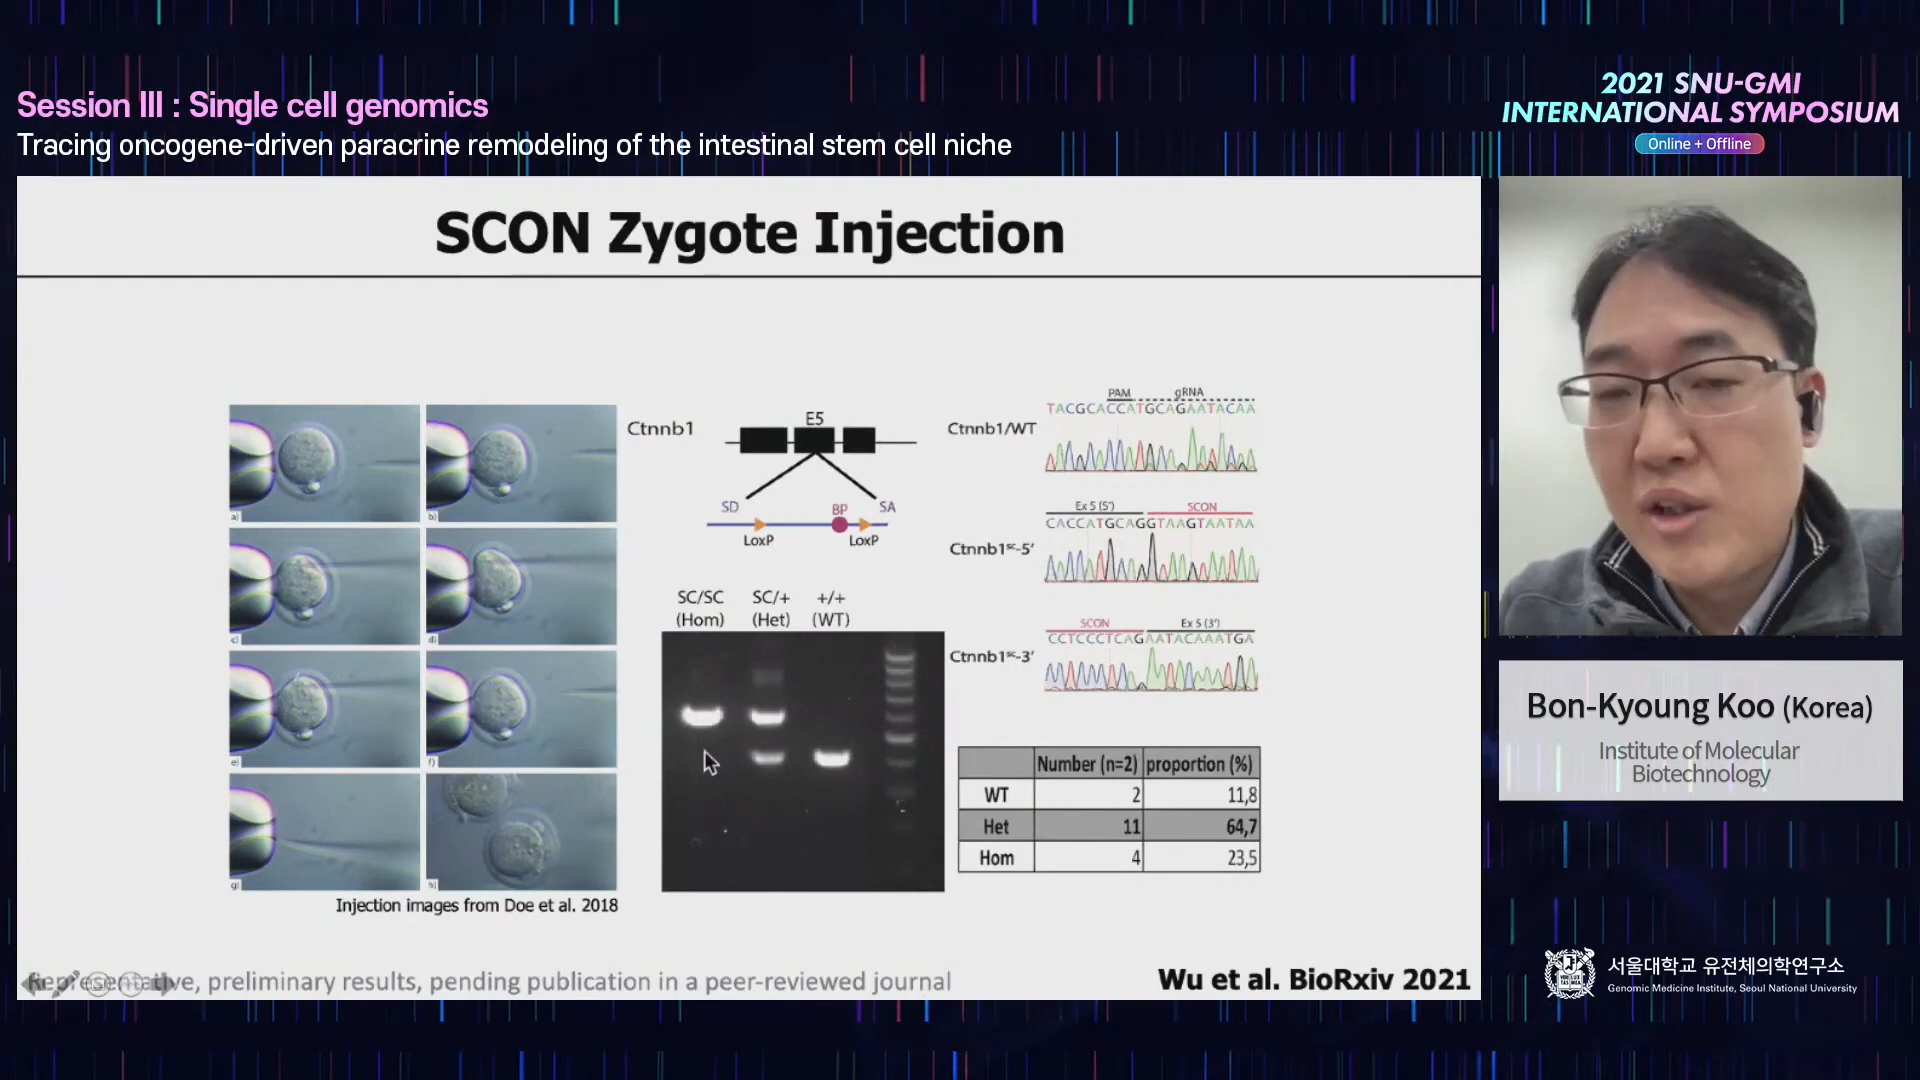 Session III : Single cell genomics
Tracing oncogene-driven paracrine remodeling of the intestinal stem cell niche
2021 SNU-GMI
INTERNATIONAL SYMPOSIUM
Online + Offline
SCON Zygote Injection
a)
b)
c)
d)
e)
f)
g)
h)
Injection images from Doe et al. 2018
Ctnnb1
E5
SD
BP
SA
LoxP
LoxP
SC/SC
(Hom)
SC/+
(Het)
+/+
(WT)
PAM
gRNA
TACGCACCATGCAGAATACAA
Ctnnb1/WT
Ex 5 (5')
SCON
CACCATGCAGGTAAGTAATAA
Ctnnb1ˢᶜ-5'
SCON
Ex 5 (3')
CCTCCCTCAGAATACAAATGA
Ctnnb1ˢᶜ-3'
Number (n=2) proportion (%)
WT 2 11,8
Het 11 64,7
Hom 4 23,5
Representative, preliminary results, pending publication in a peer-reviewed journal
Wu et al. BioRxiv 2021
Bon-Kyoung Koo (Korea)
Institute of Molecular
Biotechnology
서울대학교 유전체의학연구소
Genomic Medicine Institute, Seoul National University